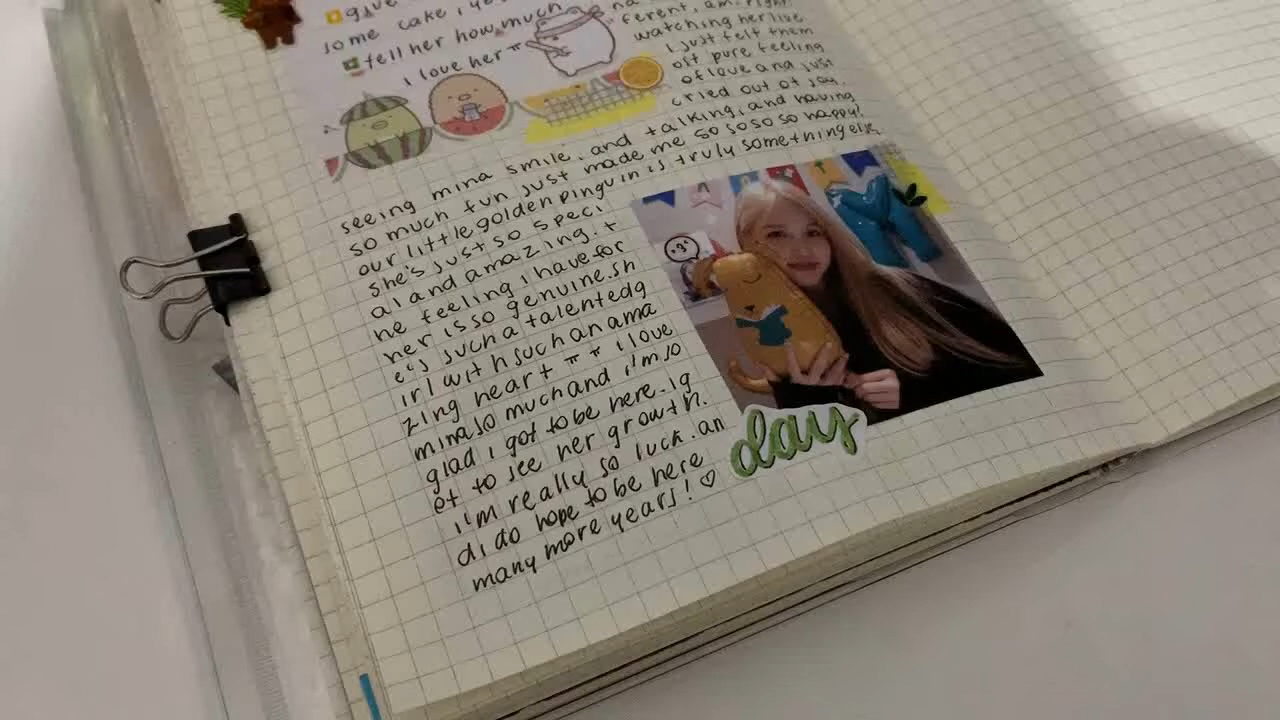 some cake, i
tell her how much
i love her ㅠ
ferent, am. right
watching her live
i just felt them
off pure feeling
of love and just
cried out of joy.
seeing mina smile, and talking, and having
so much fun just made me so so so so happy!
our little golden pinguin is truly something else
she's just so speci
al and amazing. t
he feeling i have for
her is so genuine. sh
e's such a talented g
irl with such an ama
zing heart ㅠ ㅠ i love
mina so much and i'm so
glad i got to be here. i g
et to see her growth.
i'm really so luck. an
d i do hope to be here
many more years! ♡
day